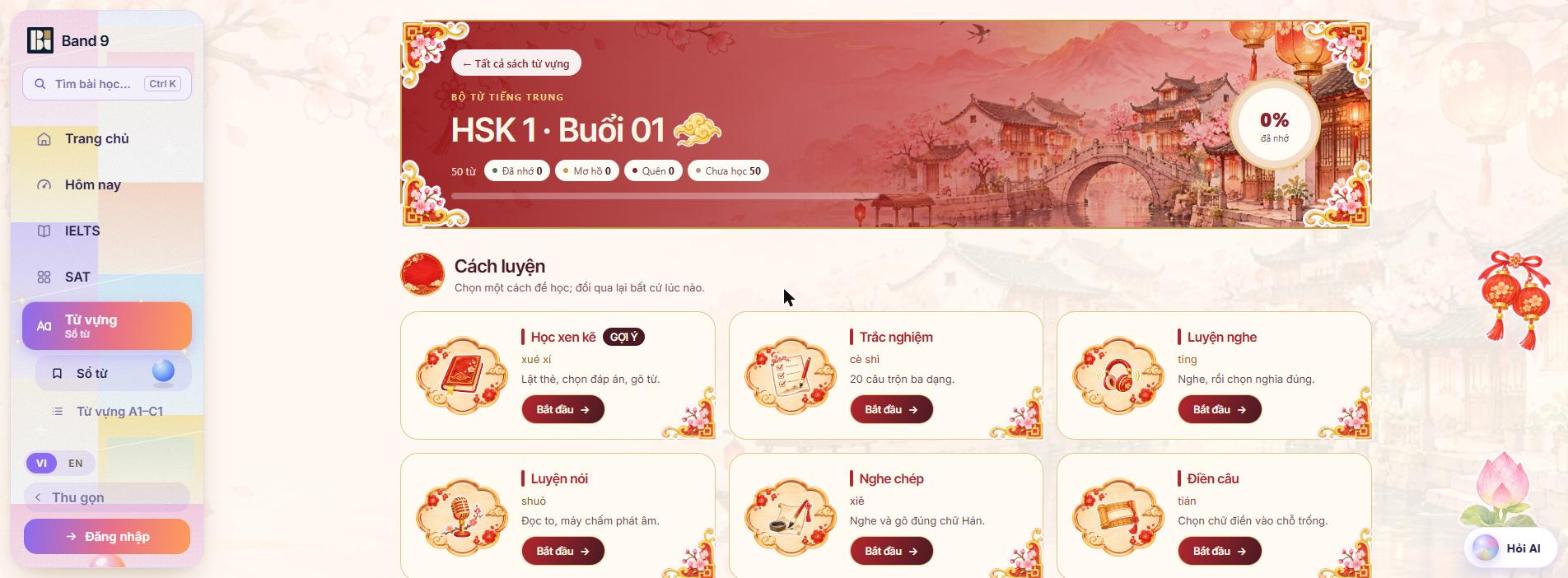 Band 9
Tìm bài học... Ctrl K
Trang chủ
Hôm nay
IELTS
SAT
Từ vựng
Sổ từ
Sổ từ
Từ vựng A1–C1
VI EN
Thu gọn
→ Đăng nhập
← Tất cả sách từ vựng
BỘ TỪ TIẾNG TRUNG
HSK 1 · Buổi 01
50 từ • Đã nhớ 0 • Mơ hồ 0 • Quên 0 • Chưa học 50
0%
đã nhớ
Cách luyện
Chọn một cách để học; đổi qua lại bất cứ lúc nào.
Học xen kẽ GỢI Ý
xué xí
Lật thẻ, chọn đáp án, gõ từ.
Bắt đầu →
Trắc nghiệm
cè shì
20 câu trộn ba dạng.
Bắt đầu →
Luyện nghe
ting
Nghe, rồi chọn nghĩa đúng.
Bắt đầu →
Luyện nói
shuō
Đọc to, máy chấm phát âm.
Bắt đầu →
Nghe chép
xiě
Nghe và gõ đúng chữ Hán.
Bắt đầu →
Điền câu
tián
Chọn chữ điền vào chỗ trống.
Bắt đầu →
Hỏi AI